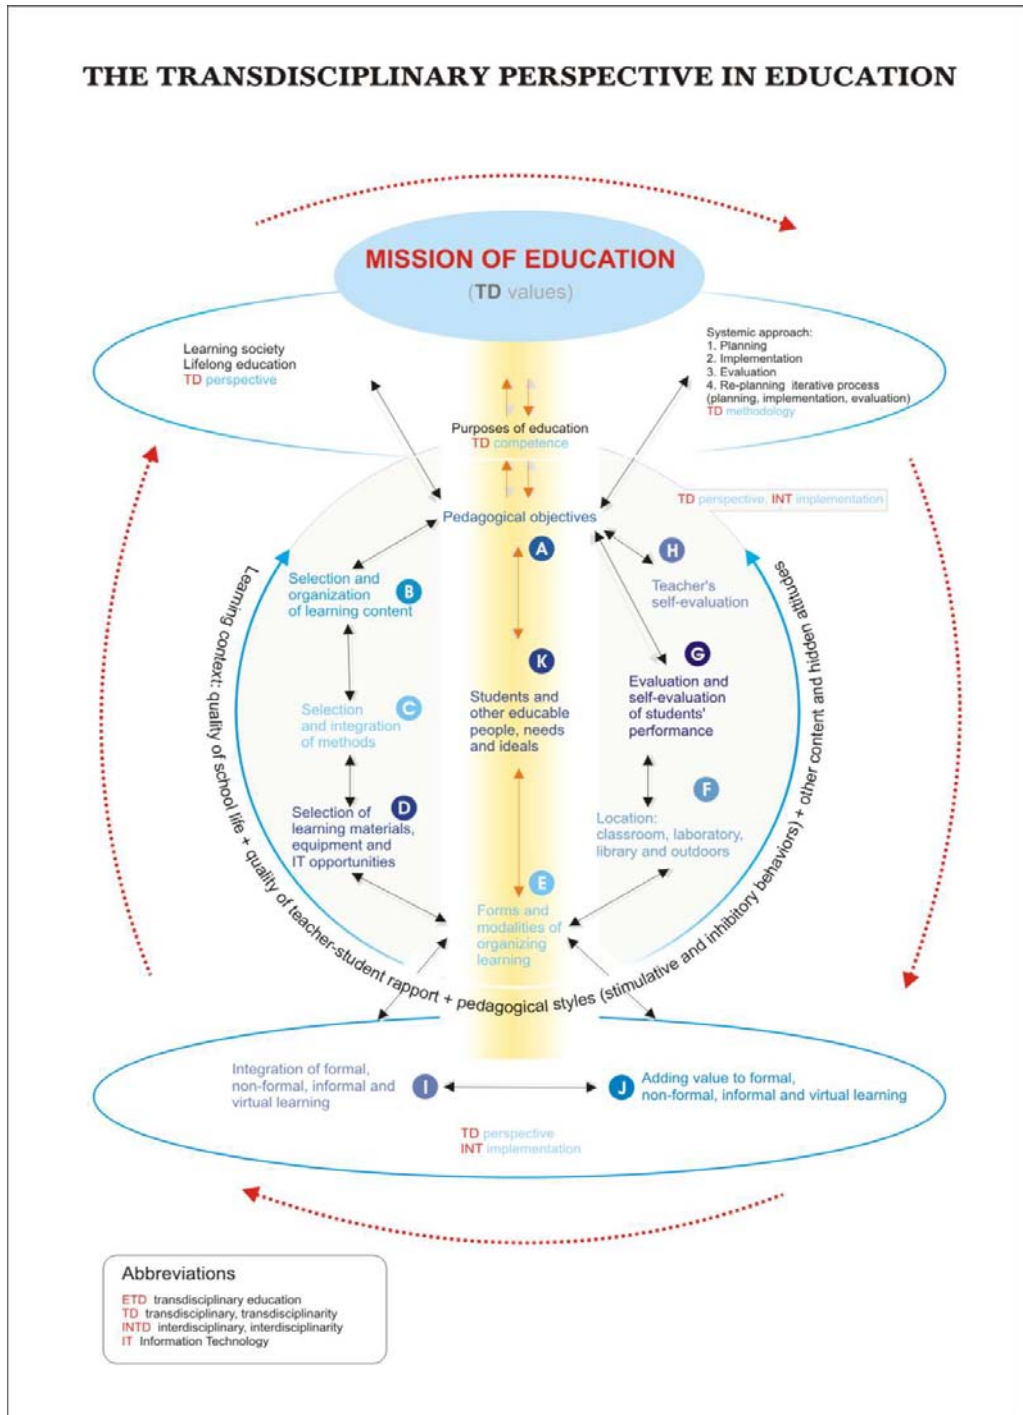 THE TRANSDISCIPLINARY PERSPECTIVE IN EDUCATION
MISSION OF EDUCATION
(TD values)
Learning society
Lifelong education
TD perspective
Systemic approach:
1. Planning
2. Implementation
3. Evaluation
4. Re-planning iterative process
(planning, implementation, evaluation)
TD methodology
Purposes of education
TD competence
TD perspective, INT implementation
Pedagogical objectives
A
H
Teacher's
self-evaluation
Selection and
organization
of learning content
B
K
Students and
other educable
people, needs
and ideals
G
Evaluation and
self-evaluation
of students'
performance
Selection
and integration
of methods
C
D
Selection of
learning materials,
equipment and
IT opportunities
F
Location:
classroom, laboratory,
library and outdoors
E
Forms and
modalities of
organizing
learning
Learning context: quality of school life + quality of teacher-student rapport + pedagogical styles (stimulative and inhibitory behaviors) + other content and hidden attitudes
Integration of formal,
non-formal, informal and
virtual learning
I
J
Adding value to formal,
non-formal, informal and virtual learning
TD perspective
INT implementation
Abbreviations
ETD transdisciplinary education
TD transdisciplinary, transdisciplinarity
INTD interdisciplinary, interdisciplinarity
IT Information Technology